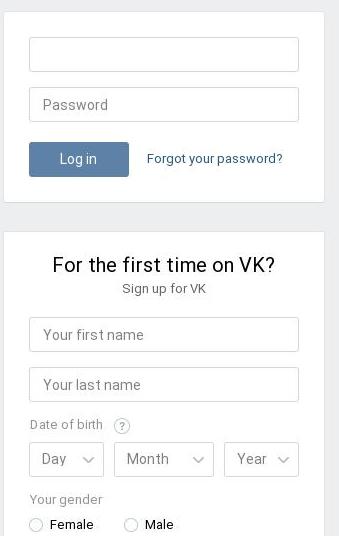 Password
Log in Forgot your password?
For the first time on VK?
Sign up for VK
Your first name
Your last name
Date of birth ?
Day Month Year
Your gender
Female Male